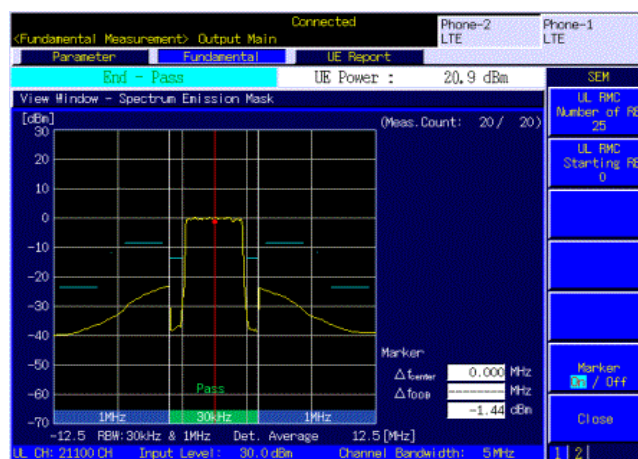 Connected
Phone-2
LTE
Phone-1
LTE
<Fundamental Measurement> Output Main
Parameter
Fundamental
UE Report
End - Pass
UE Power : 20.9 dBm
SEM
View Window - Spectrum Emission Mask
UL RMC
Number of RB
25
[dBm]
(Meas.Count: 20 / 20)
30
20
10
0
-10
-20
-30
-40
-50
-60
-70
UL RMC
Starting RB
0
Pass
1MHz
30kHz
1MHz
Marker
Δfcenter 0.000 MHz
ΔfOOB ------- MHz
-1.44 dBm
Marker
On / Off
Close
-12.5 RBW:30kHz & 1MHz Det. Average 12.5 [MHz]
UL CH: 21100 CH Input Level: 30.0 dBm Channel Bandwidth: 5 MHz
1 2